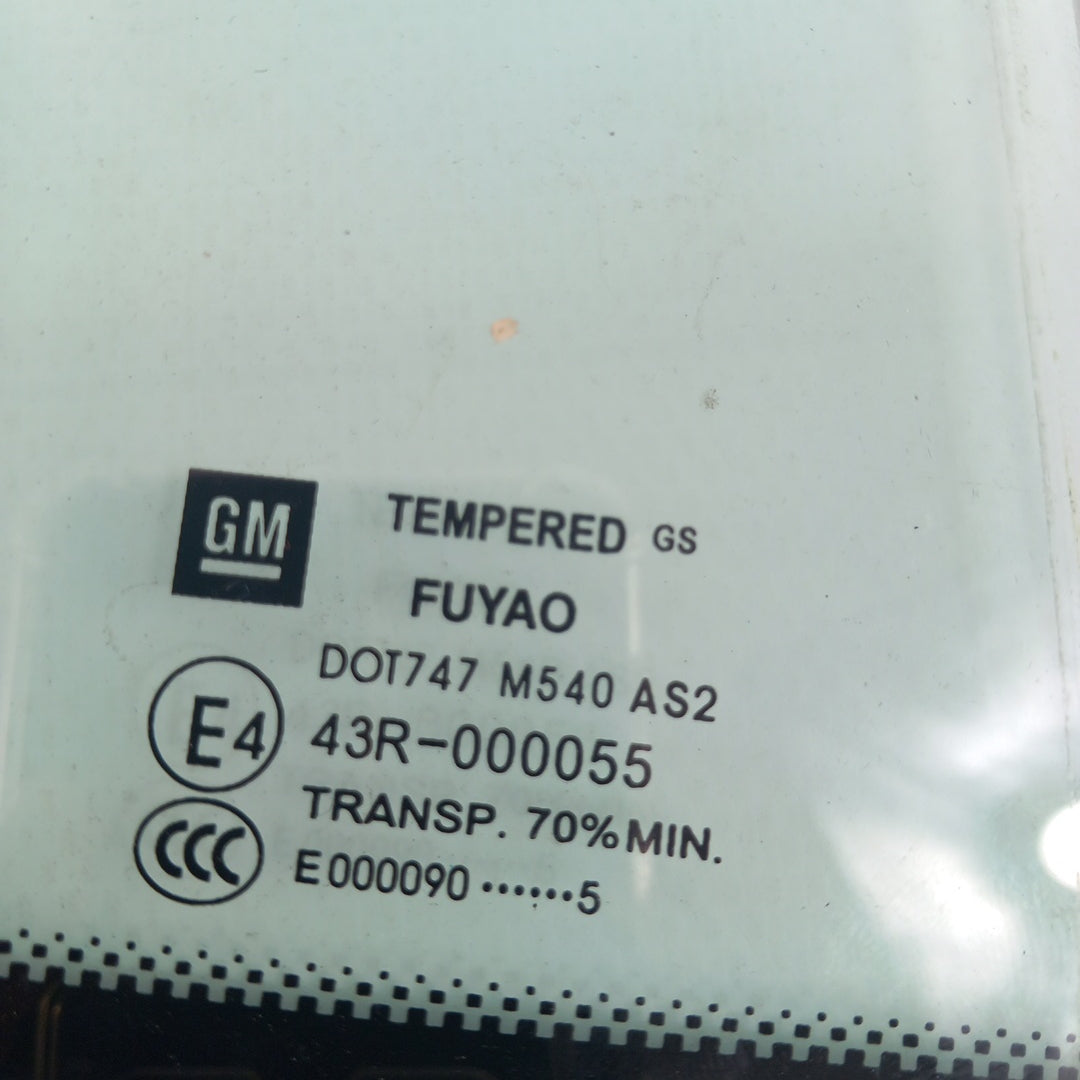 GM
TEMPERED GS
FUYAO
DOT747 M540 AS2
E4 43R-000055
TRANSP. 70%MIN.
CCC E000090 ·······5